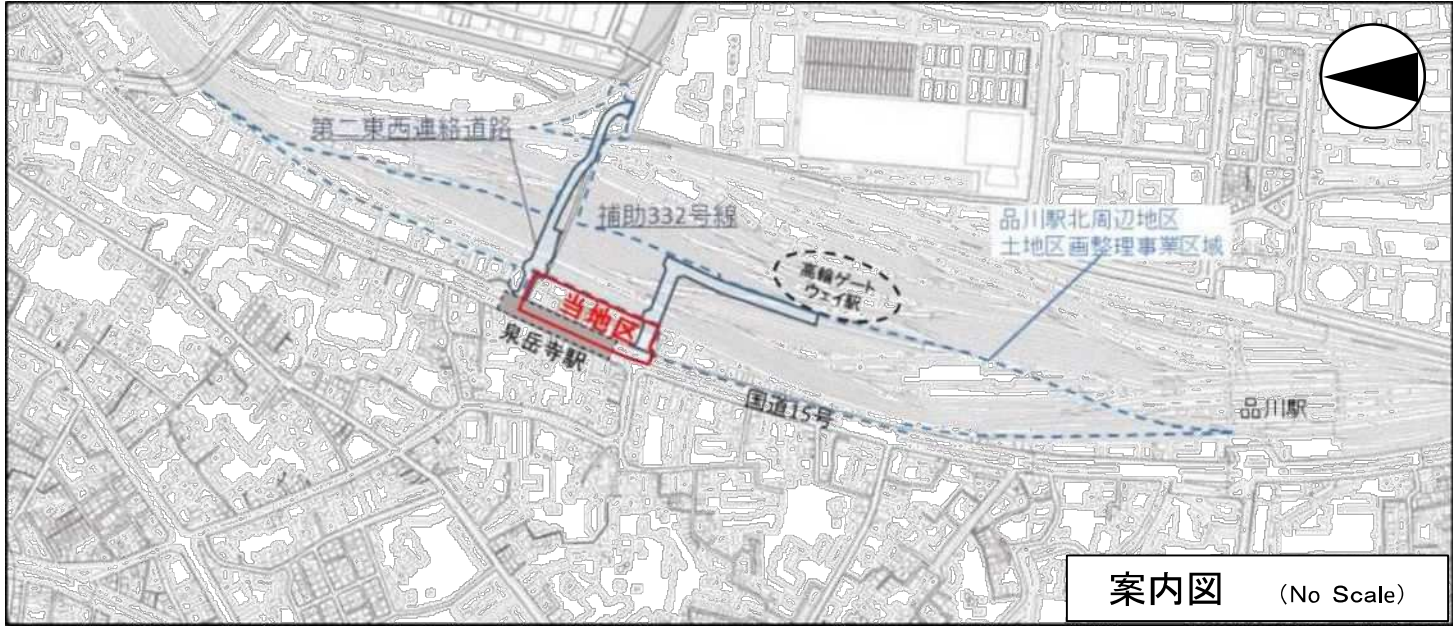 第二東西連絡道路
補助332号線
品川駅北周辺地区
土地区画整理事業区域
高輪ゲート
ウェイ駅
当地区
泉岳寺駅
国道15号
品川駅
案内図 (No Scale)